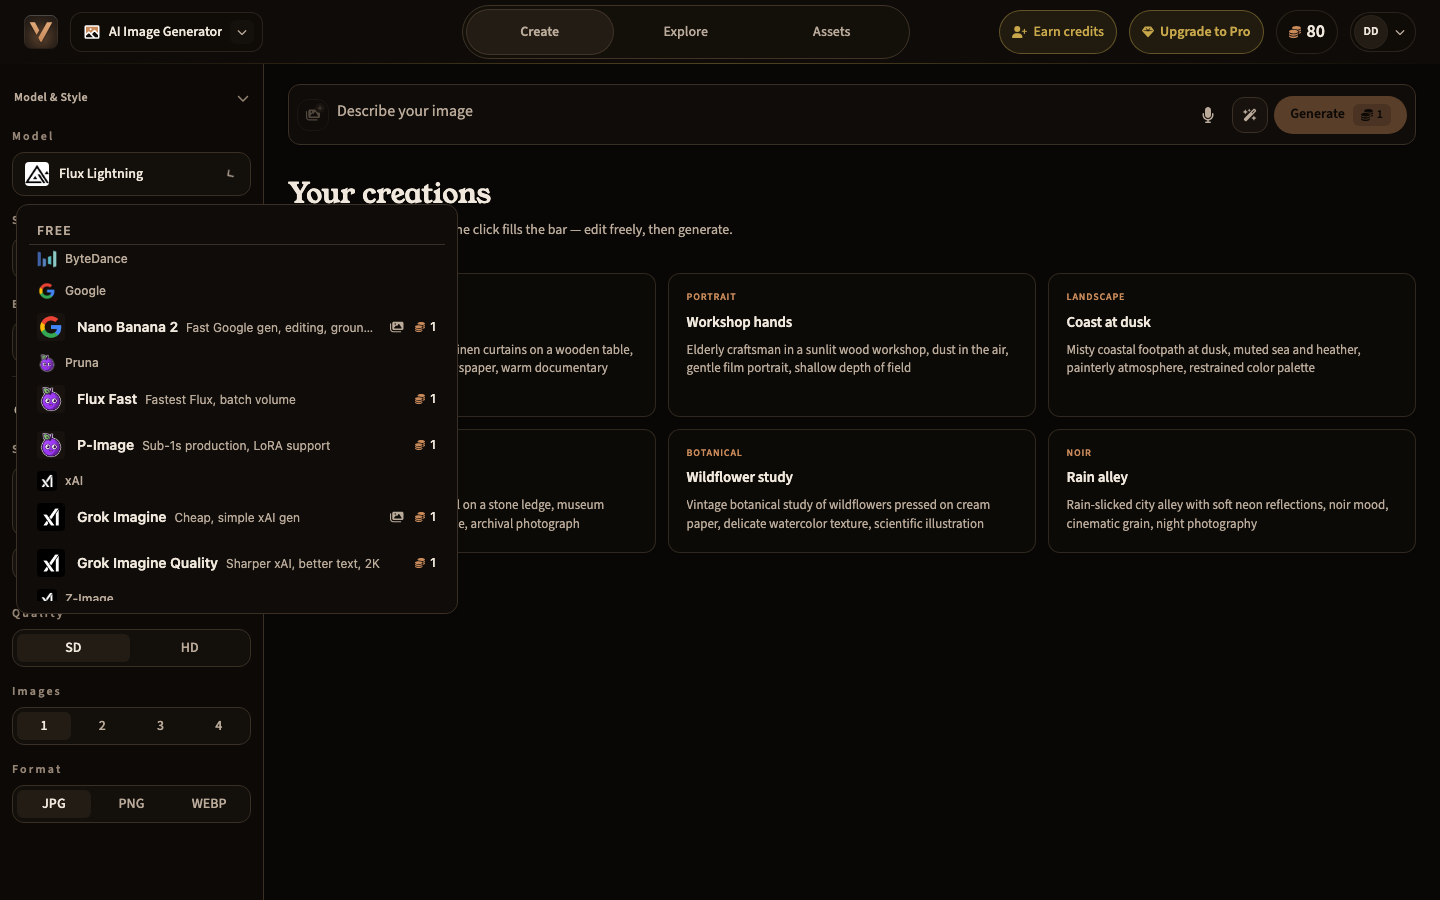 AI Image Generator
Create
Explore
Assets
Earn credits
Upgrade to Pro
80
DD
Model & Style
Model
Flux Lightning
FREE
ByteDance
Google
Nano Banana 2 Fast Google gen, editing, groun... 1
Pruna
Flux Fast Fastest Flux, batch volume 1
P-Image Sub-1s production, LoRA support 1
xAI
Grok Imagine Cheap, simple xAI gen 1
Grok Imagine Quality Sharper xAI, better text, 2K 1
Z-Image
Quality
SD HD
Images
1 2 3 4
Format
JPG PNG WEBP
Describe your image
Generate 1
Your creations
click fills the bar — edit freely, then generate.
curtains on a wooden table,
warm documentary
PORTRAIT
Workshop hands
Elderly craftsman in a sunlit wood workshop, dust in the air,
gentle film portrait, shallow depth of field
LANDSCAPE
Coast at dusk
Misty coastal footpath at dusk, muted sea and heather,
painterly atmosphere, restrained color palette
on a stone ledge, museum
archival photograph
BOTANICAL
Wildflower study
Vintage botanical study of wildflowers pressed on cream
paper, delicate watercolor texture, scientific illustration
NOIR
Rain alley
Rain-slicked city alley with soft neon reflections, noir mood,
cinematic grain, night photography